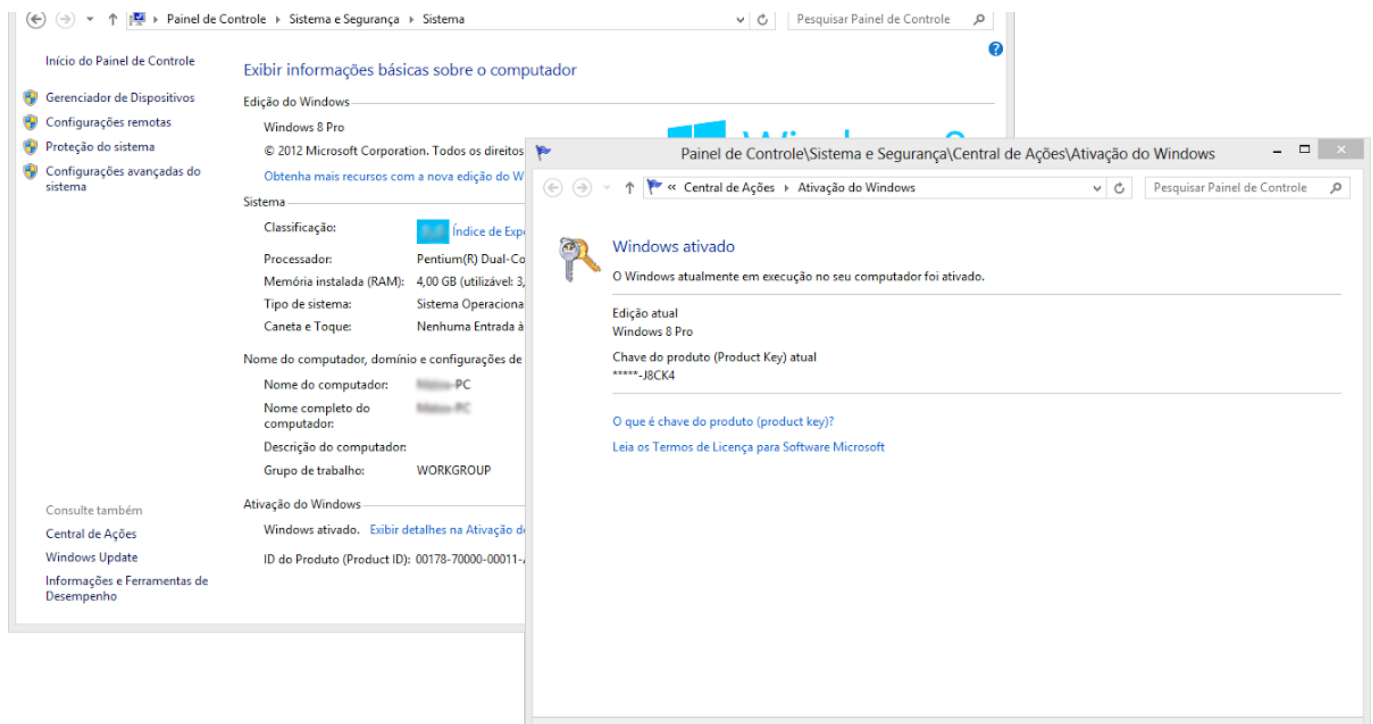 Painel de Controle ▸ Sistema e Segurança ▸ Sistema
Pesquisar Painel de Controle
Início do Painel de Controle
Gerenciador de Dispositivos
Configurações remotas
Proteção do sistema
Configurações avançadas do
sistema
Consulte também
Central de Ações
Windows Update
Informações e Ferramentas de
Desempenho
Exibir informações básicas sobre o computador
Edição do Windows
Windows 8 Pro
© 2012 Microsoft Corporation. Todos os direitos
Obtenha mais recursos com a nova edição do W
Sistema
Classificação: Índice de Expe
Processador: Pentium(R) Dual-Co
Memória instalada (RAM): 4,00 GB (utilizável: 3,
Tipo de sistema: Sistema Operaciona
Caneta e Toque: Nenhuma Entrada à
Nome do computador, domínio e configurações de
Nome do computador: -PC
Nome completo do
computador:
Descrição do computador:
Grupo de trabalho: WORKGROUP
Ativação do Windows
Windows ativado. Exibir detalhes na Ativação do
ID do Produto (Product ID): 00178-70000-00011-
Painel de Controle\Sistema e Segurança\Central de Ações\Ativação do Windows
« Central de Ações ▸ Ativação do Windows
Pesquisar Painel de Controle
Windows ativado
O Windows atualmente em execução no seu computador foi ativado.
Edição atual
Windows 8 Pro
Chave do produto (Product Key) atual
*****-J8CK4
O que é chave do produto (product key)?
Leia os Termos de Licença para Software Microsoft